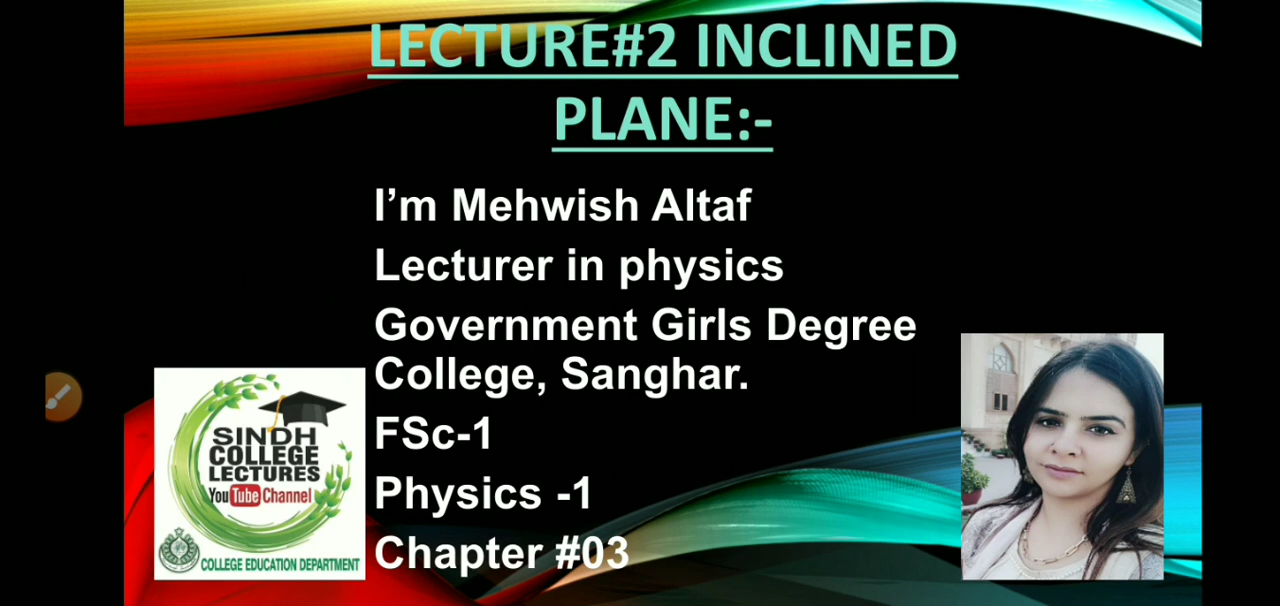 LECTURE#2 INCLINED
PLANE:-
I'm Mehwish Altaf
Lecturer in physics
Government Girls Degree
College, Sanghar.
FSc-1
Physics -1
Chapter #03
SINDH
COLLEGE
LECTURES
YouTube Channel
COLLEGE EDUCATION DEPARTMENT